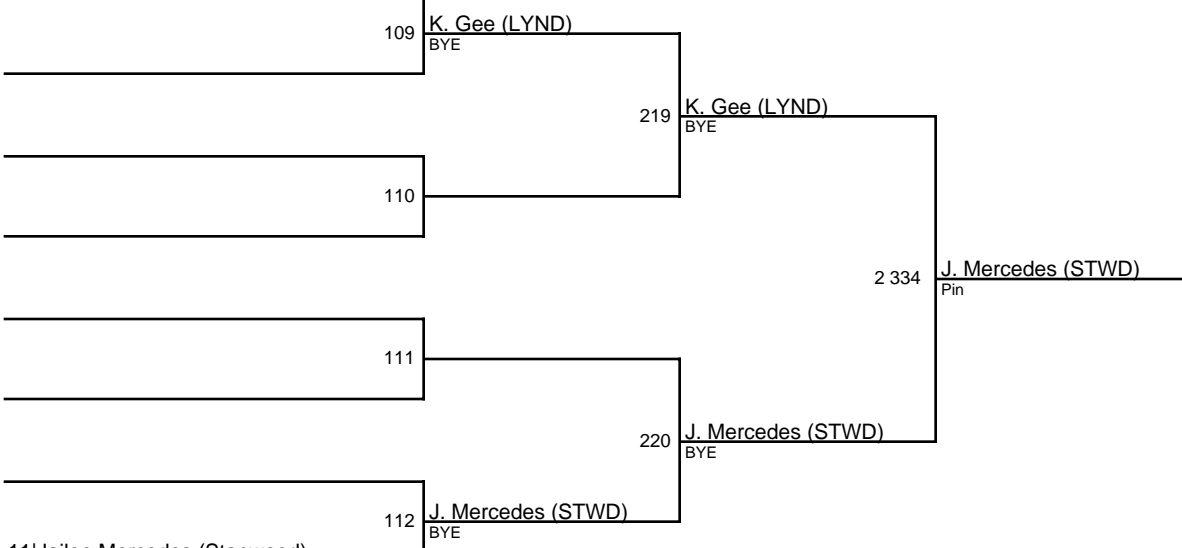 109 K. Gee (LYND)
BYE
219 K. Gee (LYND)
BYE
110
2 334 J. Mercedes (STWD)
Pin
111
220 J. Mercedes (STWD)
BYE
112 J. Mercedes (STWD)
BYE
Mercedes